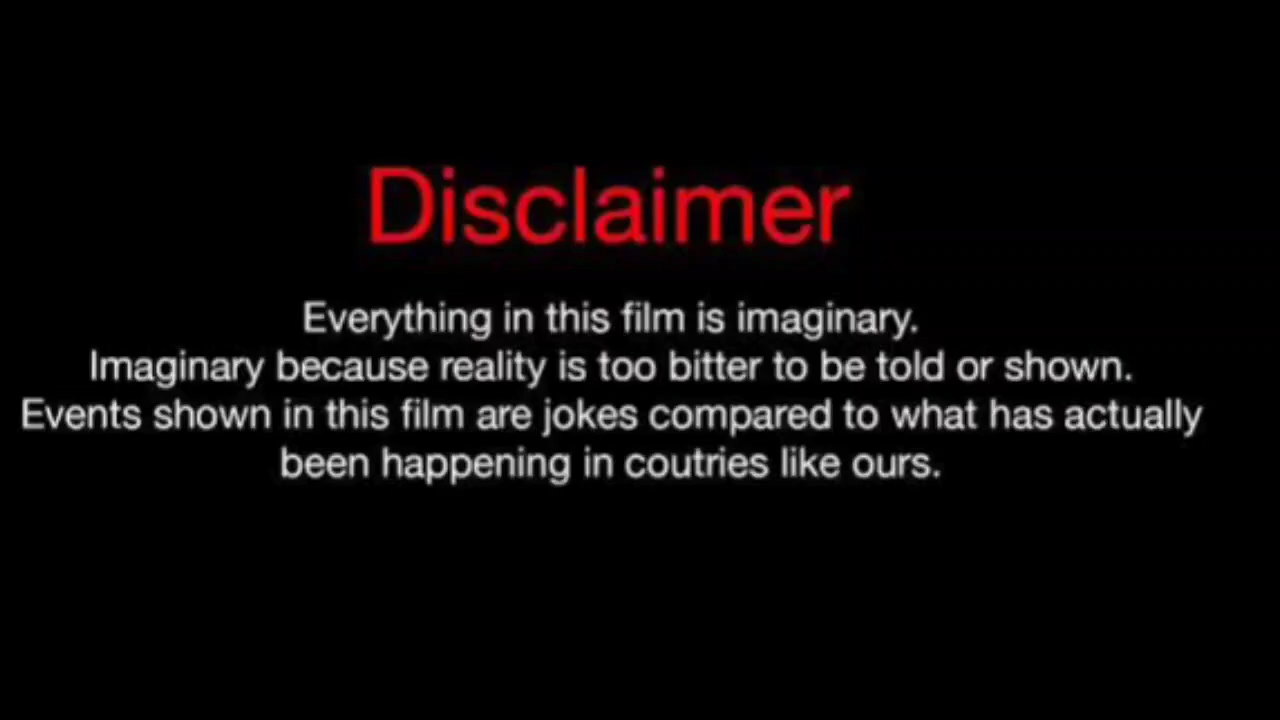 Disclaimer
Everything in this film is imaginary.
Imaginary because reality is too bitter to be told or shown.
Events shown in this film are jokes compared to what has actually
been happening in coutries like ours.